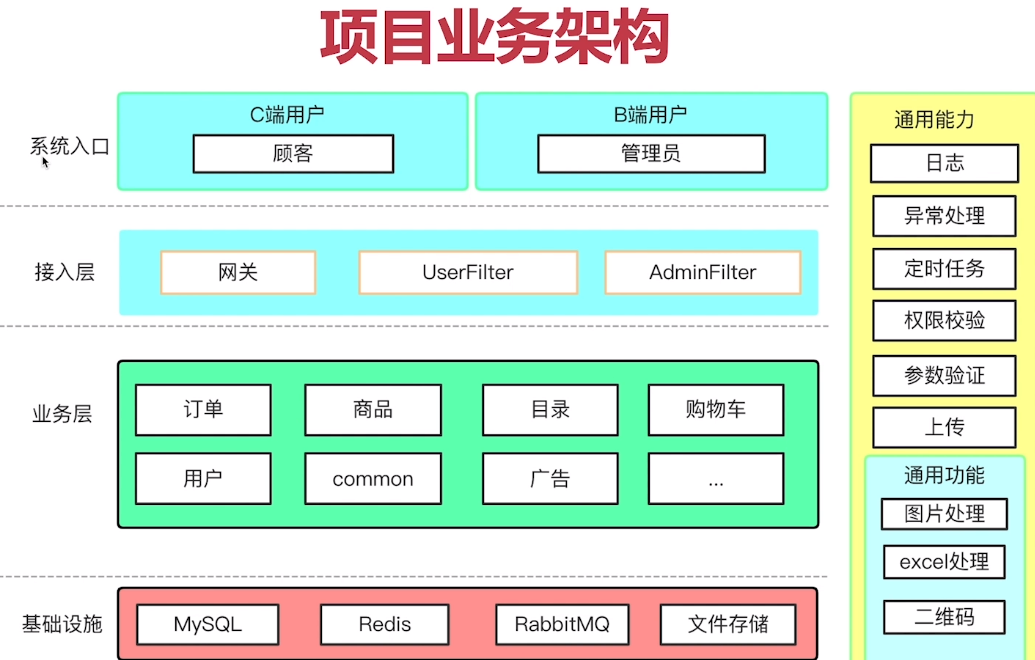 项目业务架构
系统入口
C端用户
顾客
B端用户
管理员
接入层
网关
UserFilter
AdminFilter
业务层
订单
商品
目录
购物车
用户
common
广告
...
基础设施
MySQL
Redis
RabbitMQ
文件存储
通用能力
日志
异常处理
定时任务
权限校验
参数验证
上传
通用功能
图片处理
excel处理
二维码